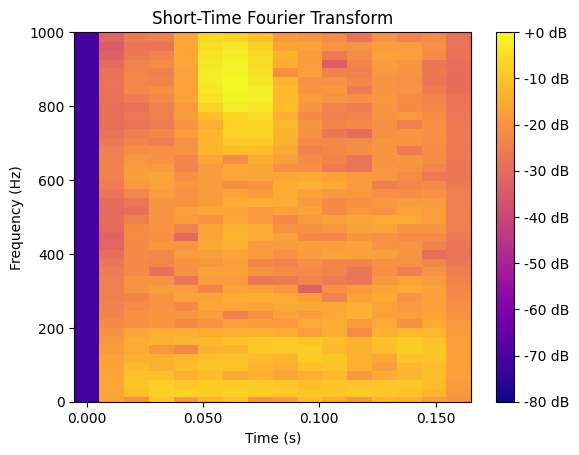 Short-Time Fourier Transform
1000
800
600
400
200
0
Frequency (Hz)
0.000
0.050
0.100
0.150
Time (s)
+0 dB
-10 dB
-20 dB
-30 dB
-40 dB
-50 dB
-60 dB
-70 dB
-80 dB